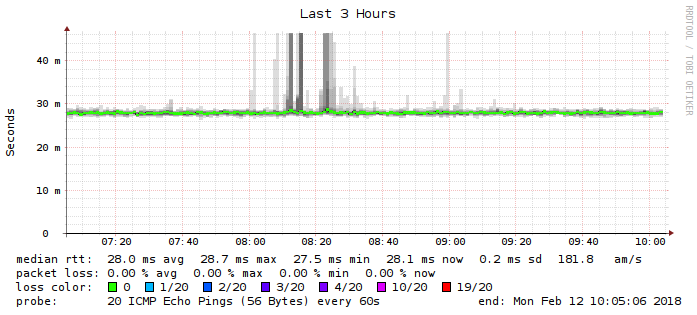 Last 3 Hours
RRDTOOL / TOBI OETIKER
Seconds
40 m
30 m
20 m
10 m
0
07:20 07:40 08:00 08:20 08:40 09:00 09:20 09:40 10:00
median rtt: 28.0 ms avg 28.7 ms max 27.5 ms min 28.1 ms now 0.2 ms sd 181.8 am/s
packet loss: 0.00 % avg 0.00 % max 0.00 % min 0.00 % now
loss color: 0 1/20 2/20 3/20 4/20 10/20 19/20
probe: 20 ICMP Echo Pings (56 Bytes) every 60s end: Mon Feb 12 10:05:06 2018